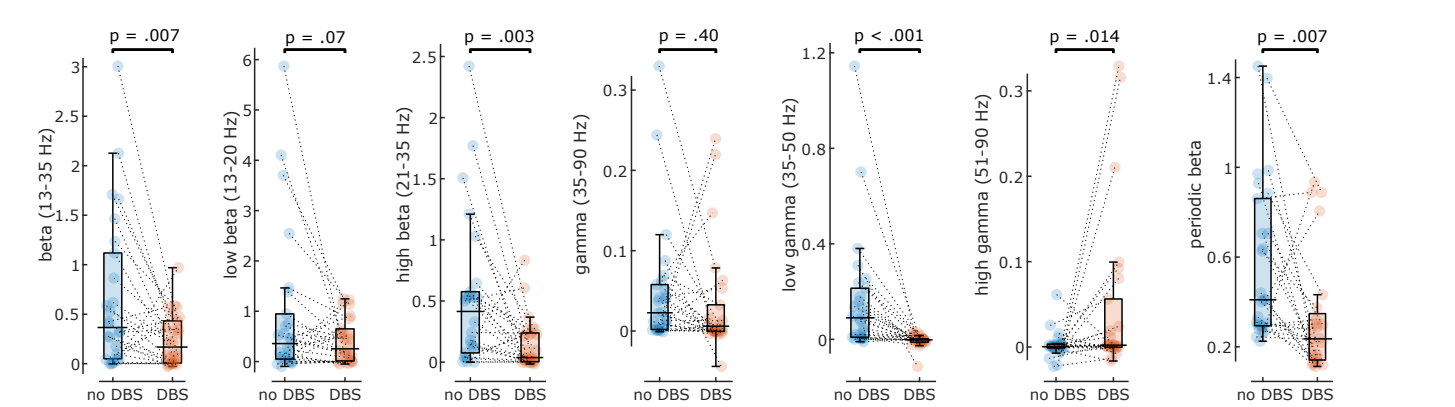 p = .007
3
2.5
2
1.5
1
0.5
0
beta (13-35 Hz)
no DBS DBS
p = .07
6
5
4
3
2
1
0
low beta (13-20 Hz)
no DBS DBS
p = .003
2.5
2
1.5
1
0.5
0
high beta (21-35 Hz)
no DBS DBS
p = .40
0.3
0.2
0.1
0
gamma (35-90 Hz)
no DBS DBS
p < .001
1.2
0.8
0.4
0
low gamma (35-50 Hz)
no DBS DBS
p = .014
0.3
0.2
0.1
0
high gamma (51-90 Hz)
no DBS DBS
p = .007
1.4
1
0.6
0.2
periodic beta
no DBS DBS